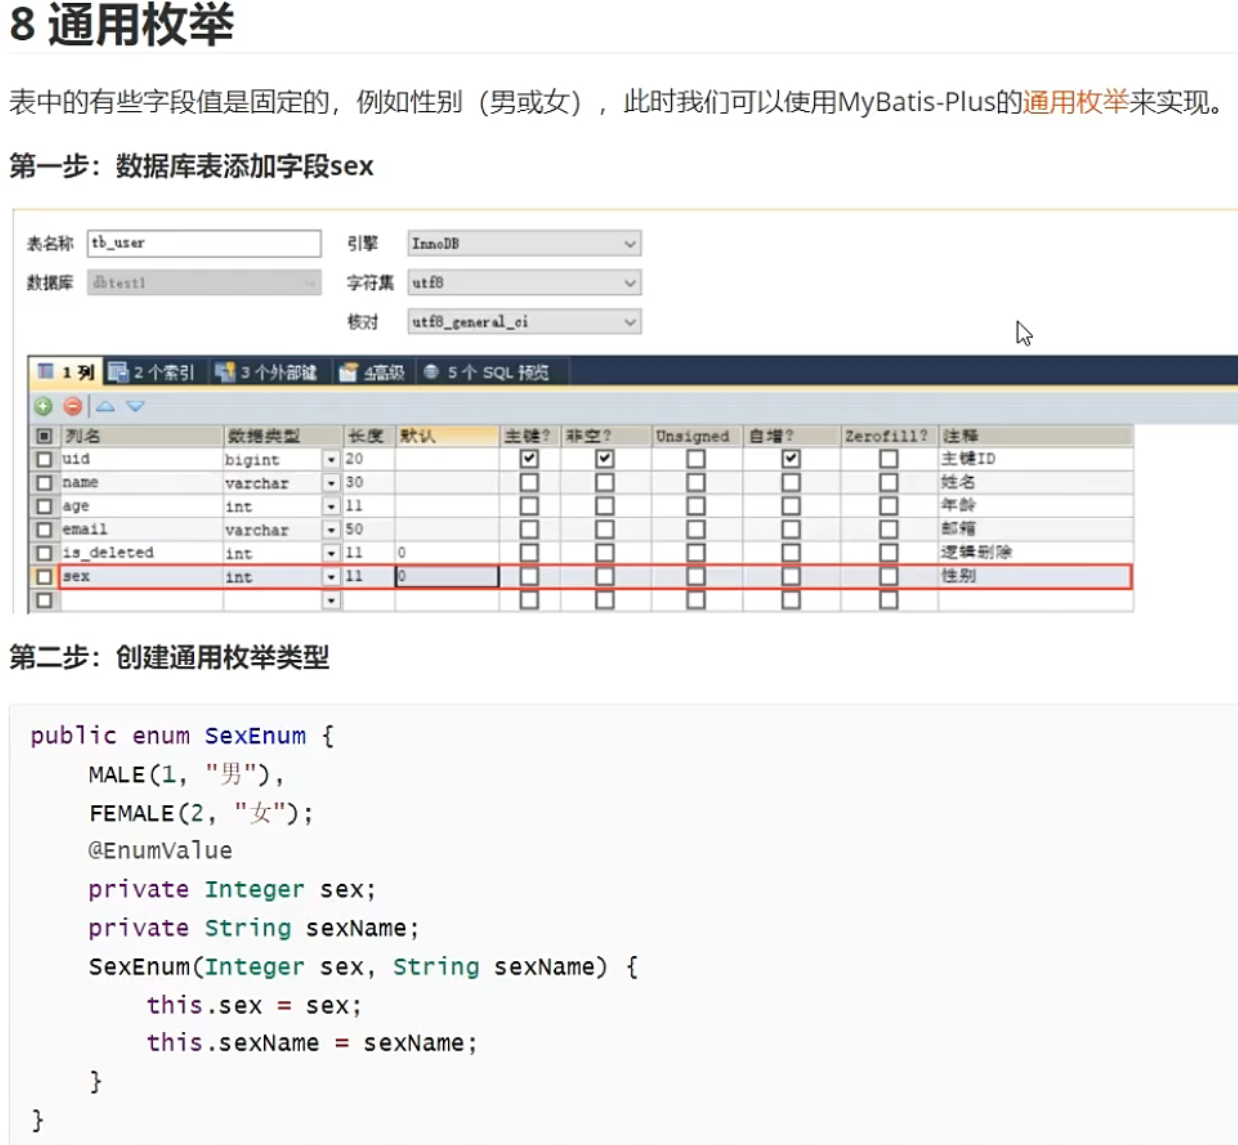 8 通用枚举
表中的有些字段值是固定的，例如性别（男或女），此时我们可以使用MyBatis-Plus的通用枚举来实现。
第一步：数据库表添加字段sex
表名称 tb_user 引擎 InnoDB
数据库 dbtest1 字符集 utf8
核对 utf8_general_ci
1 列 2 个索引 3 个外部键 4高级 5 个 SQL 预览
列名 数据类型 长度 默认 主键? 非空? Unsigned 自增? Zerofill? 注释
uid bigint 20 主键ID
name varchar 30 姓名
age int 11 年龄
email varchar 50 邮箱
is_deleted int 11 0 逻辑删除
sex int 11 0 性别
第二步：创建通用枚举类型
public enum SexEnum {
MALE(1, "男"),
FEMALE(2, "女");
@EnumValue
private Integer sex;
private String sexName;
SexEnum(Integer sex, String sexName) {
this.sex = sex;
this.sexName = sexName;
}
}